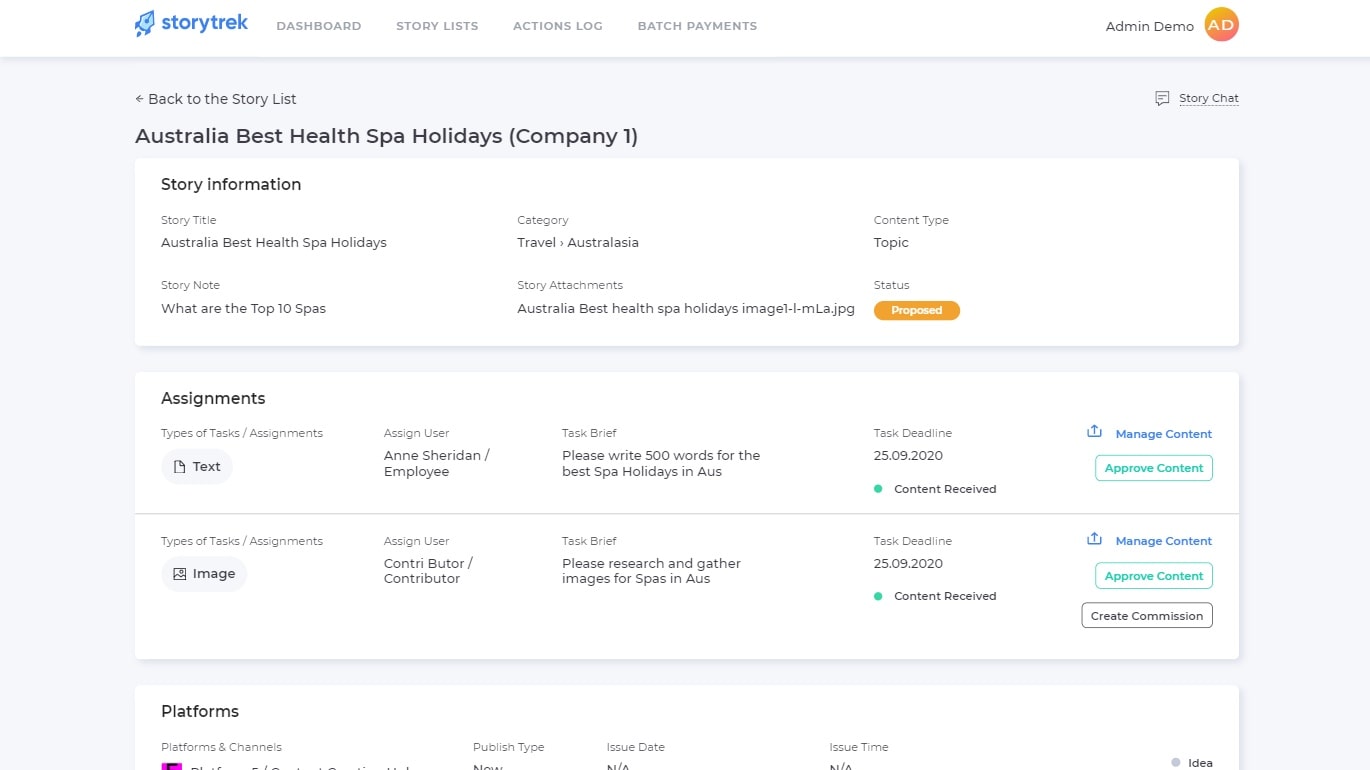 storytrek DASHBOARD STORY LISTS ACTIONS LOG BATCH PAYMENTS Admin Demo AD
← Back to the Story List Story Chat
Australia Best Health Spa Holidays (Company 1)
Story information
Story Title Category Content Type
Australia Best Health Spa Holidays Travel › Australasia Topic
Story Note Story Attachments Status
What are the Top 10 Spas Australia Best health spa holidays image1-l-mLa.jpg Proposed
Assignments
Types of Tasks / Assignments Assign User Task Brief Task Deadline Manage Content
Text Anne Sheridan / Please write 500 words for the 25.09.2020
Employee best Spa Holidays in Aus Approve Content
Content Received
Types of Tasks / Assignments Assign User Task Brief Task Deadline Manage Content
Image Contri Butor / Please research and gather 25.09.2020
Contributor images for Spas in Aus Approve Content
Content Received
Create Commission
Platforms
Platforms & Channels Publish Type Issue Date Issue Time
Now N/A N/A Idea